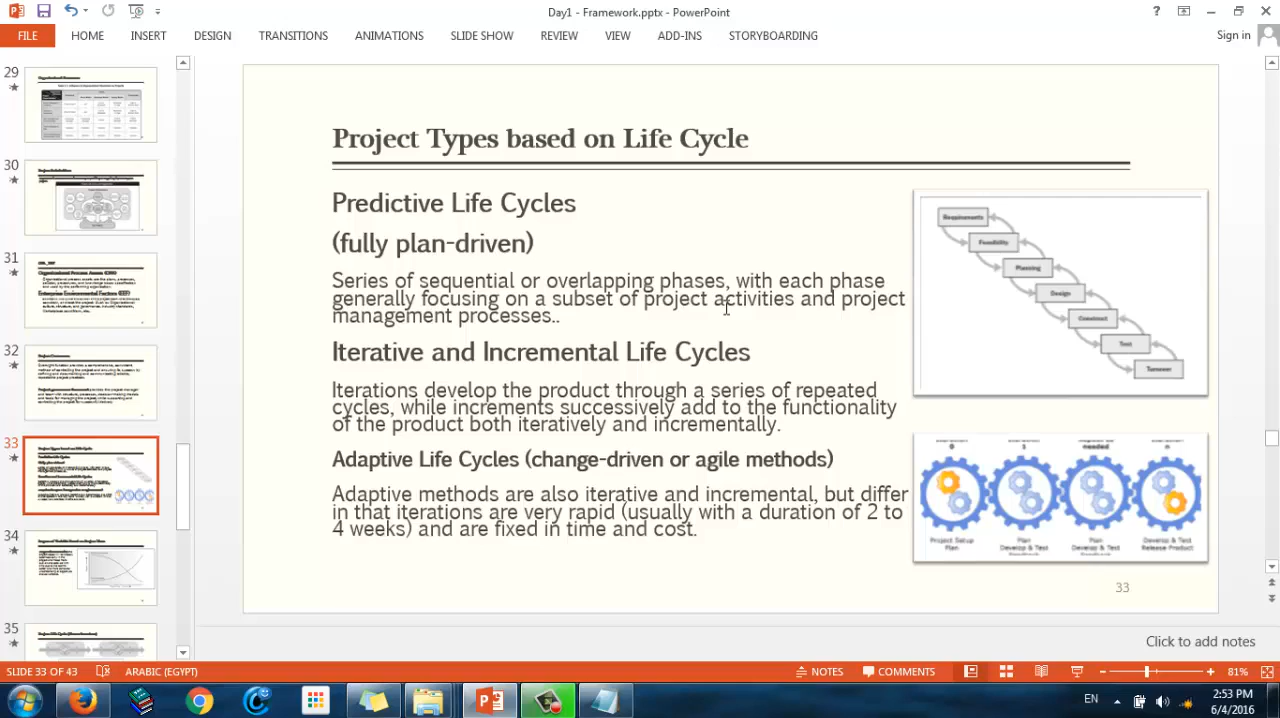 Day1 - Framework.pptx - PowerPoint
?
Sign in
FILE HOME INSERT DESIGN TRANSITIONS ANIMATIONS SLIDE SHOW REVIEW VIEW ADD-INS STORYBOARDING
29
30
31
32
33
34
35
Project Types based on Life Cycle
Predictive Life Cycles
(fully plan-driven)
Series of sequential or overlapping phases, with each phase
generally focusing on a subset of project activities and project
management processes..
Iterative and Incremental Life Cycles
Iterations develop the product through a series of repeated
cycles, while increments successively add to the functionality
of the product both iteratively and incrementally.
Adaptive Life Cycles (change-driven or agile methods)
Adaptive methods are also iterative and incremental, but differ
in that iterations are very rapid (usually with a duration of 2 to
4 weeks) and are fixed in time and cost.
Requirements
Feasibility
Planning
Design
Construct
Test
Turnover
Project Setup
Plan
Plan
Develop & Test
Plan
Develop & Test
Develop & Test
Release Product
33
Click to add notes
SLIDE 33 OF 43 ARABIC (EGYPT) NOTES COMMENTS 81%
EN 2:53 PM
6/4/2016